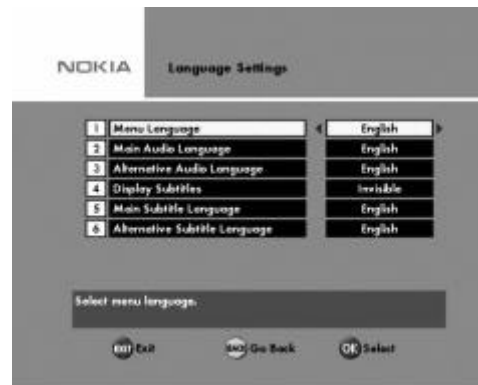 NOKIA Language Settings
1 Menu Language English
2 Main Audio Language English
3 Alternative Audio Language English
4 Display Subtitles Invisible
5 Main Subtitle Language English
6 Alternative Subtitle Language English
Select menu language.
EXIT Exit BACK Go Back OK Select